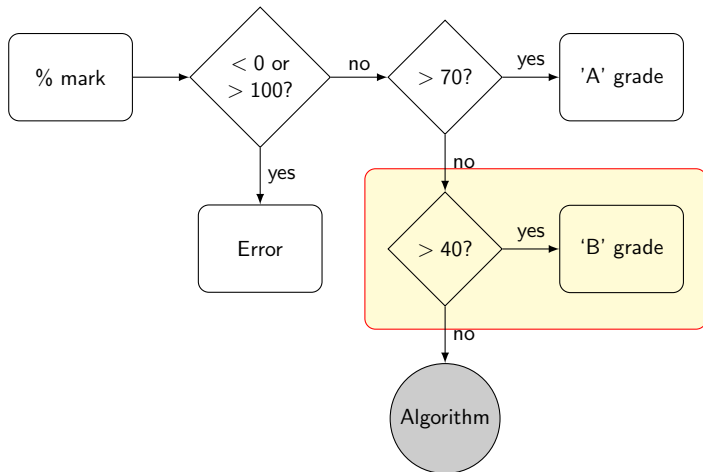 % mark
< 0 or
> 100?
no
> 70?
yes
'A' grade
yes
no
Error
> 40?
yes
‘B’ grade
no
Algorithm